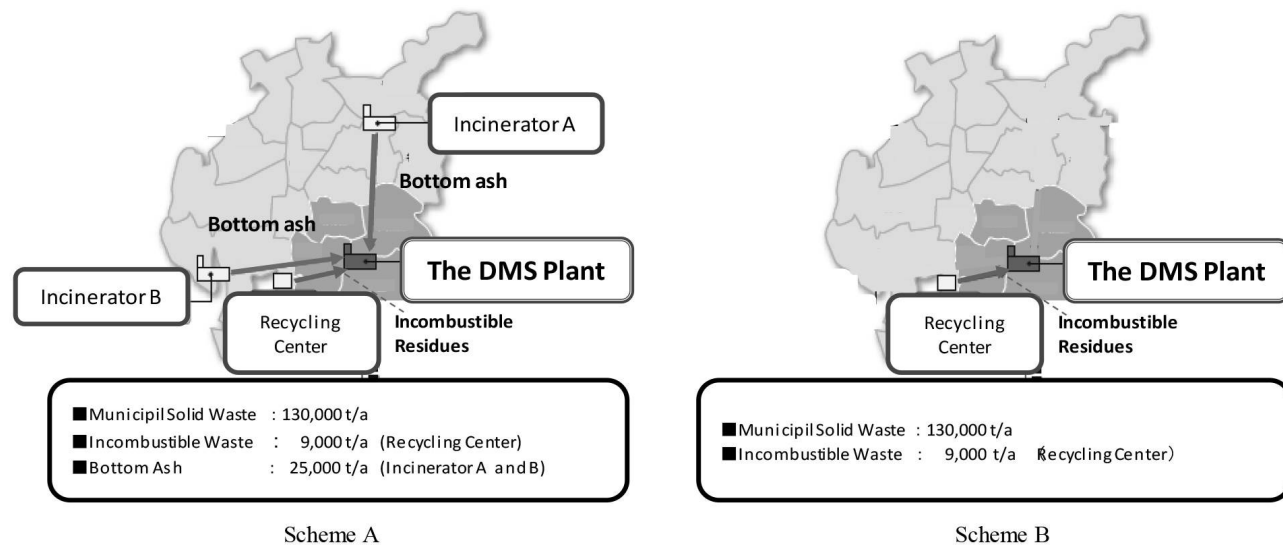 Incinerator A
Bottom ash
Bottom ash
The DMS Plant
Incinerator B
Recycling
Center
Incombustible
Residues
■Municipil Solid Waste : 130,000 t/a
■Incombustible Waste : 9,000 t/a (Recycling Center)
■Bottom Ash : 25,000 t/a (Incinerator A and B)
Scheme A
The DMS Plant
Recycling
Center
Incombustible
Residues
■Municipil Solid Waste : 130,000 t/a
■Incombustible Waste : 9,000 t/a (Recycling Center)
Scheme B